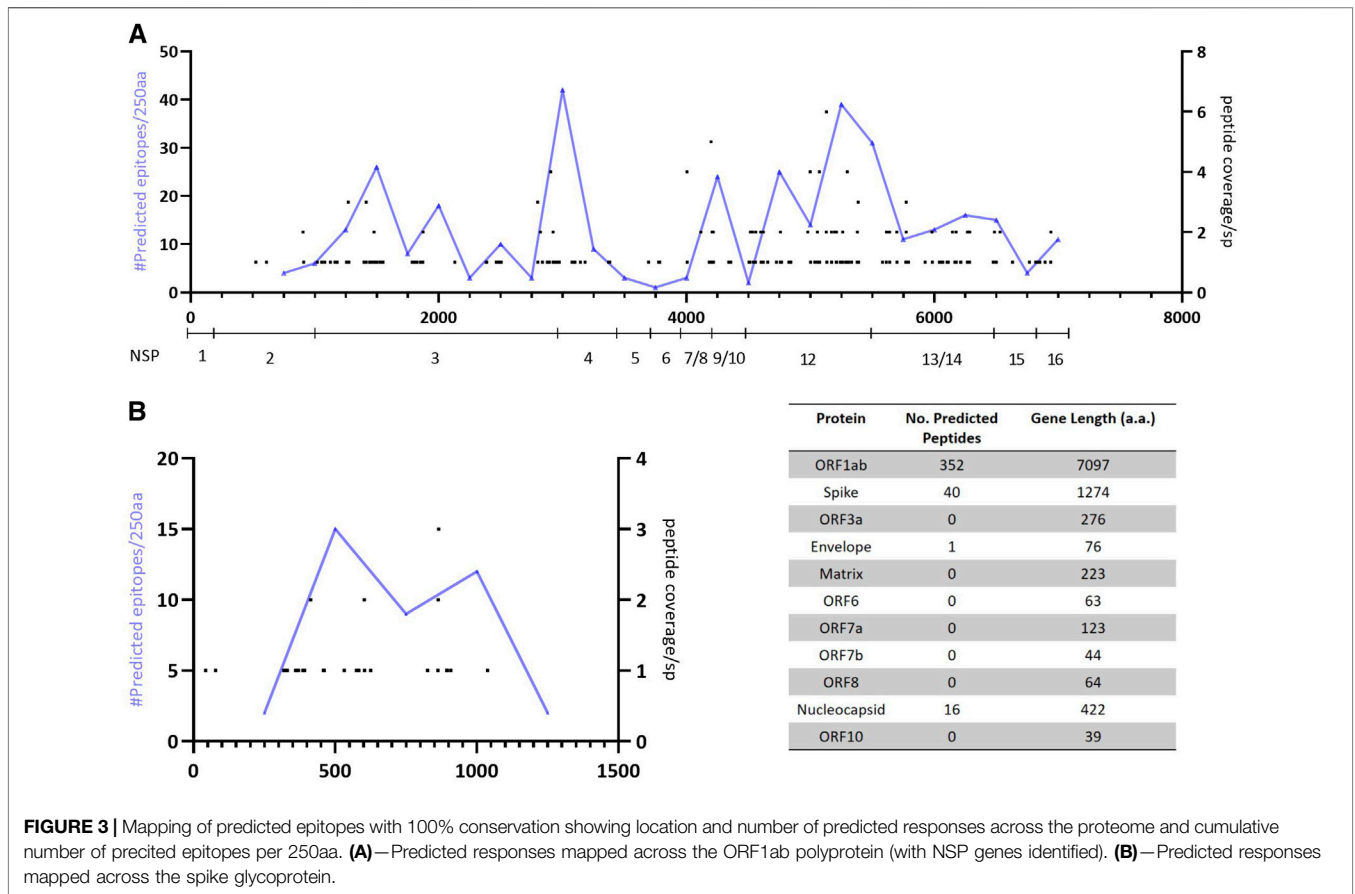 A
50
40
30
20
10
0
#Predicted epitopes/250aa
8
6
4
2
0
peptide coverage/sp
0 2000 4000 6000 8000
NSP 1 2 3 4 5 6 7/8 9/10 12 13/14 15 16
B
20
15
10
5
0
#Predicted epitopes/250aa
4
3
2
1
0
peptide coverage/sp
0 500 1000 1500
Protein No. Predicted Peptides Gene Length (a.a.)
ORF1ab 352 7097
Spike 40 1274
ORF3a 0 276
Envelope 1 76
Matrix 0 223
ORF6 0 63
ORF7a 0 123
ORF7b 0 44
ORF8 0 64
Nucleocapsid 16 422
ORF10 0 39
FIGURE 3 | Mapping of predicted epitopes with 100% conservation showing location and number of predicted responses across the proteome and cumulative
number of precited epitopes per 250aa. (A)—Predicted responses mapped across the ORF1ab polyprotein (with NSP genes identified). (B)—Predicted responses
mapped across the spike glycoprotein.